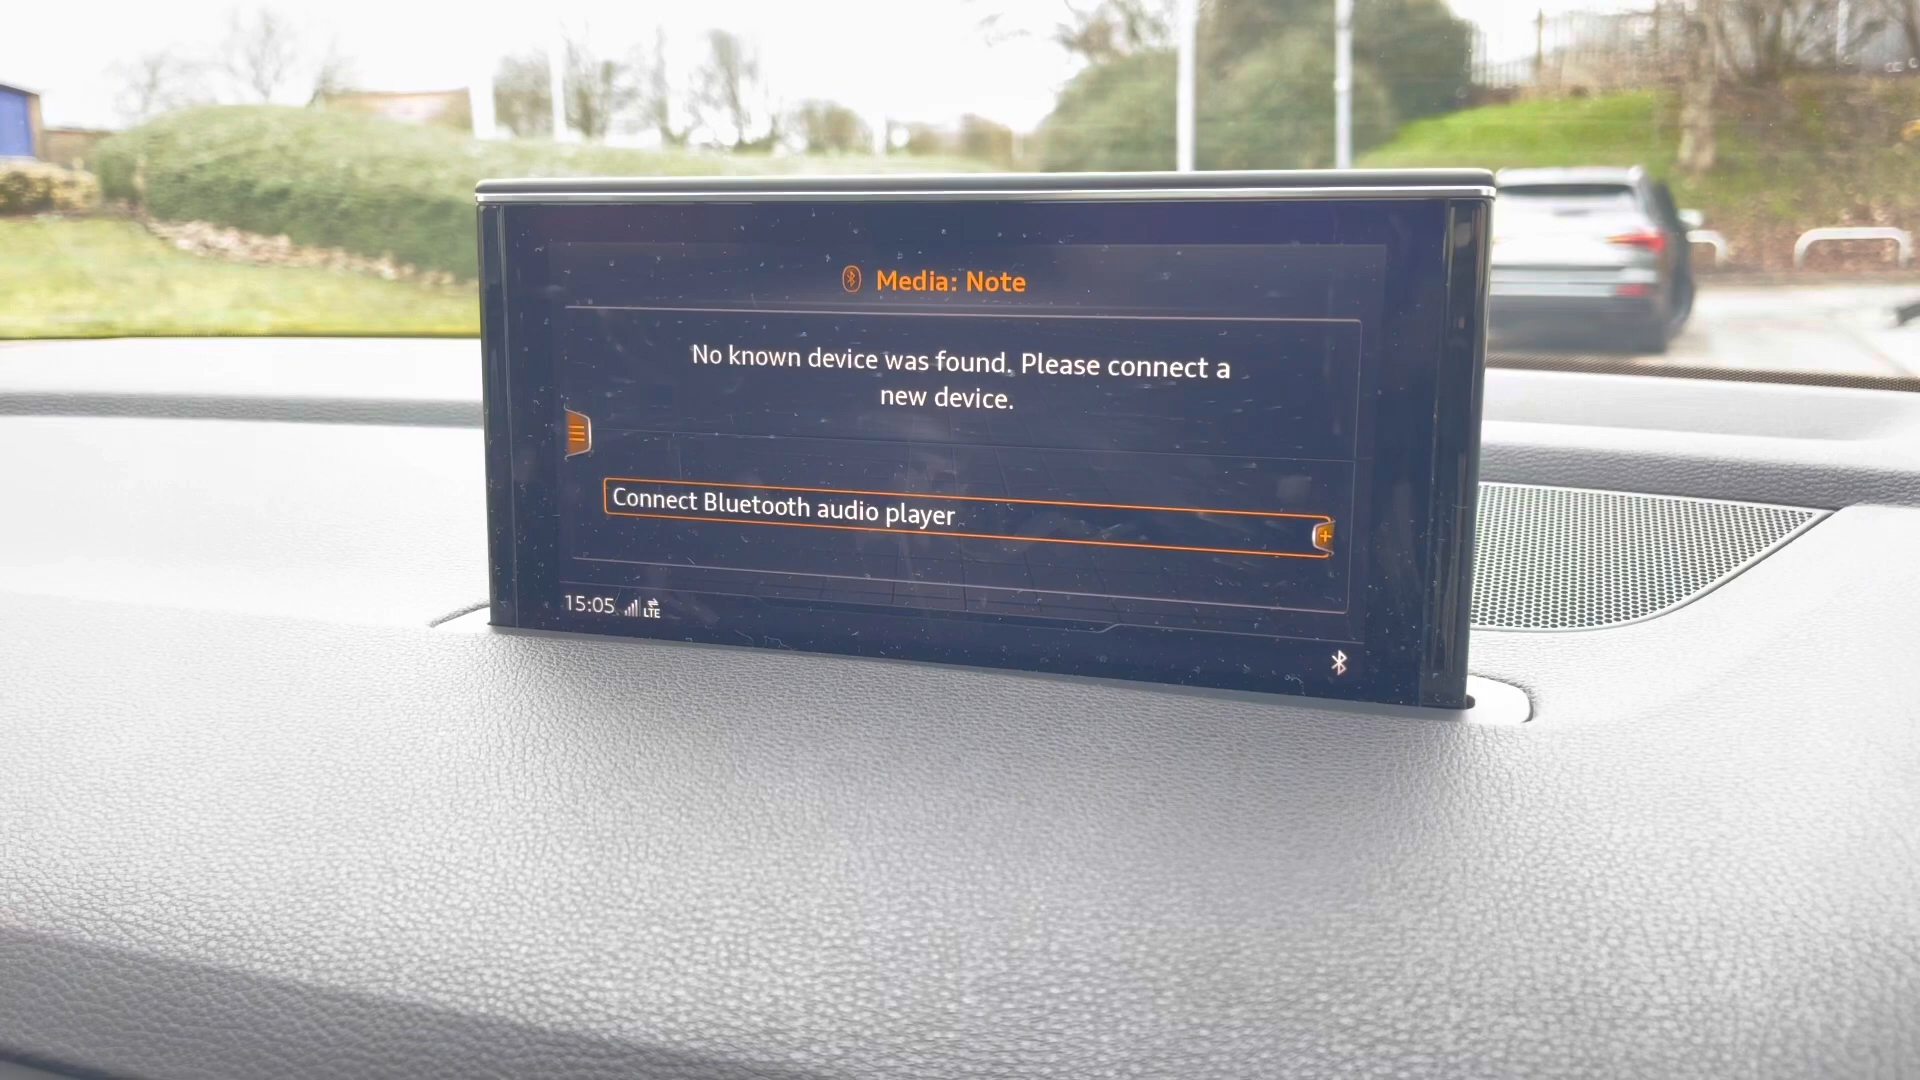 Media: Note
No known device was found. Please connect a
new device.
Connect Bluetooth audio player
15:05 LTE